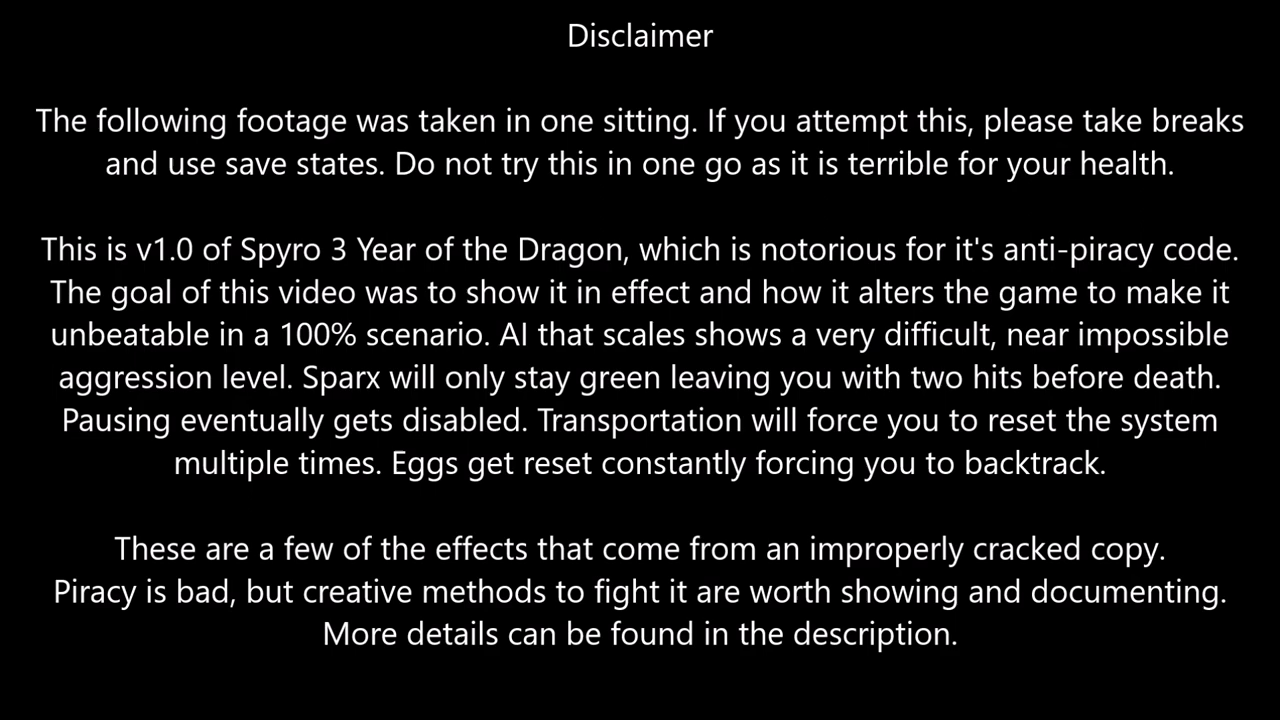 Disclaimer
The following footage was taken in one sitting. If you attempt this, please take breaks
and use save states. Do not try this in one go as it is terrible for your health.
This is v1.0 of Spyro 3 Year of the Dragon, which is notorious for it's anti-piracy code.
The goal of this video was to show it in effect and how it alters the game to make it
unbeatable in a 100% scenario. AI that scales shows a very difficult, near impossible
aggression level. Sparx will only stay green leaving you with two hits before death.
Pausing eventually gets disabled. Transportation will force you to reset the system
multiple times. Eggs get reset constantly forcing you to backtrack.
These are a few of the effects that come from an improperly cracked copy.
Piracy is bad, but creative methods to fight it are worth showing and documenting.
More details can be found in the description.